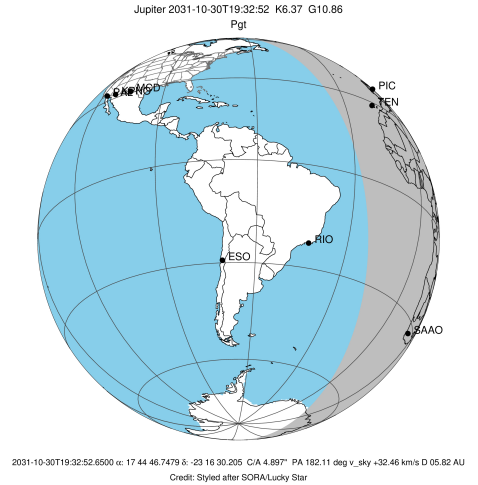 Jupiter 2031-10-30T19:32:52 K6.37 G10.86
Pgt
PIC
TEN
RIO
ESO
SAAO
2031-10-30T19:32:52.6500 α: 17 44 46.7479 δ: -23 16 30.205 C/A 4.897" PA 182.11 deg v_sky +32.46 km/s D 05.82 AU
Credit: Styled after SORA/Lucky Star